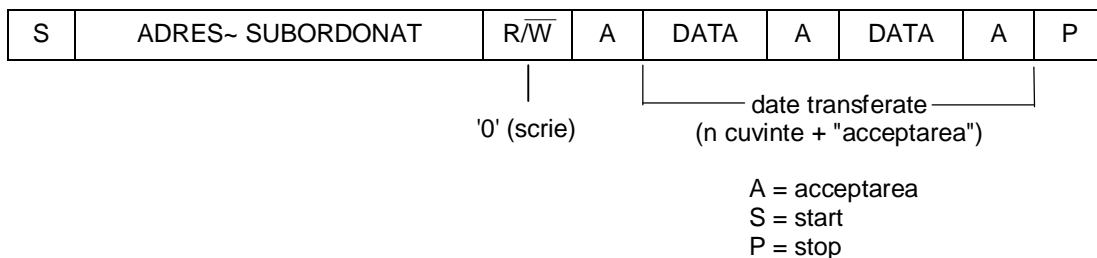 S ADRES~ SUBORDONAT R/W̅ A DATA A DATA A P
'0' (scrie)
date transferate
(n cuvinte + "acceptarea")
A = acceptarea
S = start
P = stop